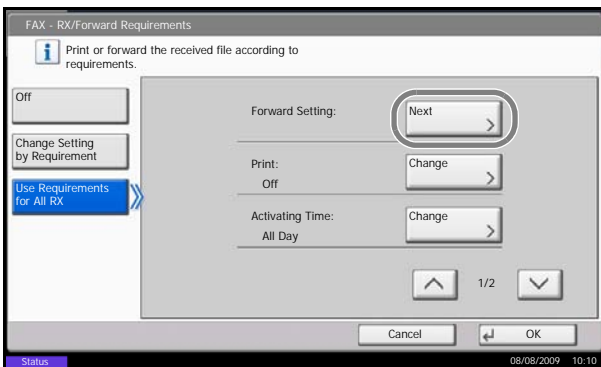 FAX - RX/Forward Requirements
Print or forward the received file according to
requirements.
Off
Change Setting
by Requirement
Use Requirements
for All RX
Forward Setting:
Next
Print:
Off
Change
Activating Time:
All Day
Change
1/2
Cancel
OK
Status
08/08/2009 10:10